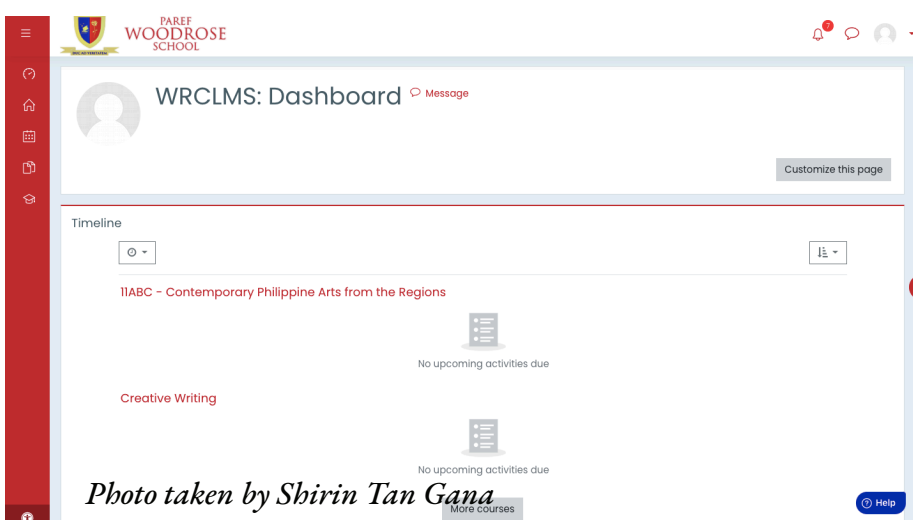 PAREF
WOODROSE
SCHOOL
7
WRCLMS: Dashboard Message
Customize this page
Timeline
11ABC - Contemporary Philippine Arts from the Regions
No upcoming activities due
Creative Writing
No upcoming activities due
Photo taken by Shirin Tan Gana
More courses
Help